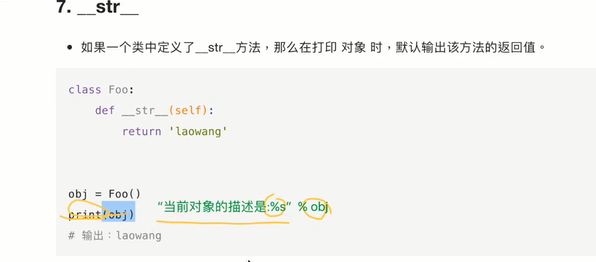 7. __str__
• 如果一个类中定义了__str__方法，那么在打印 对象 时，默认输出该方法的返回值。
class Foo:
    def __str__(self):
        return 'laowang'
obj = Foo()
print(obj) “当前对象的描述是:%s” % obj
# 输出：laowang